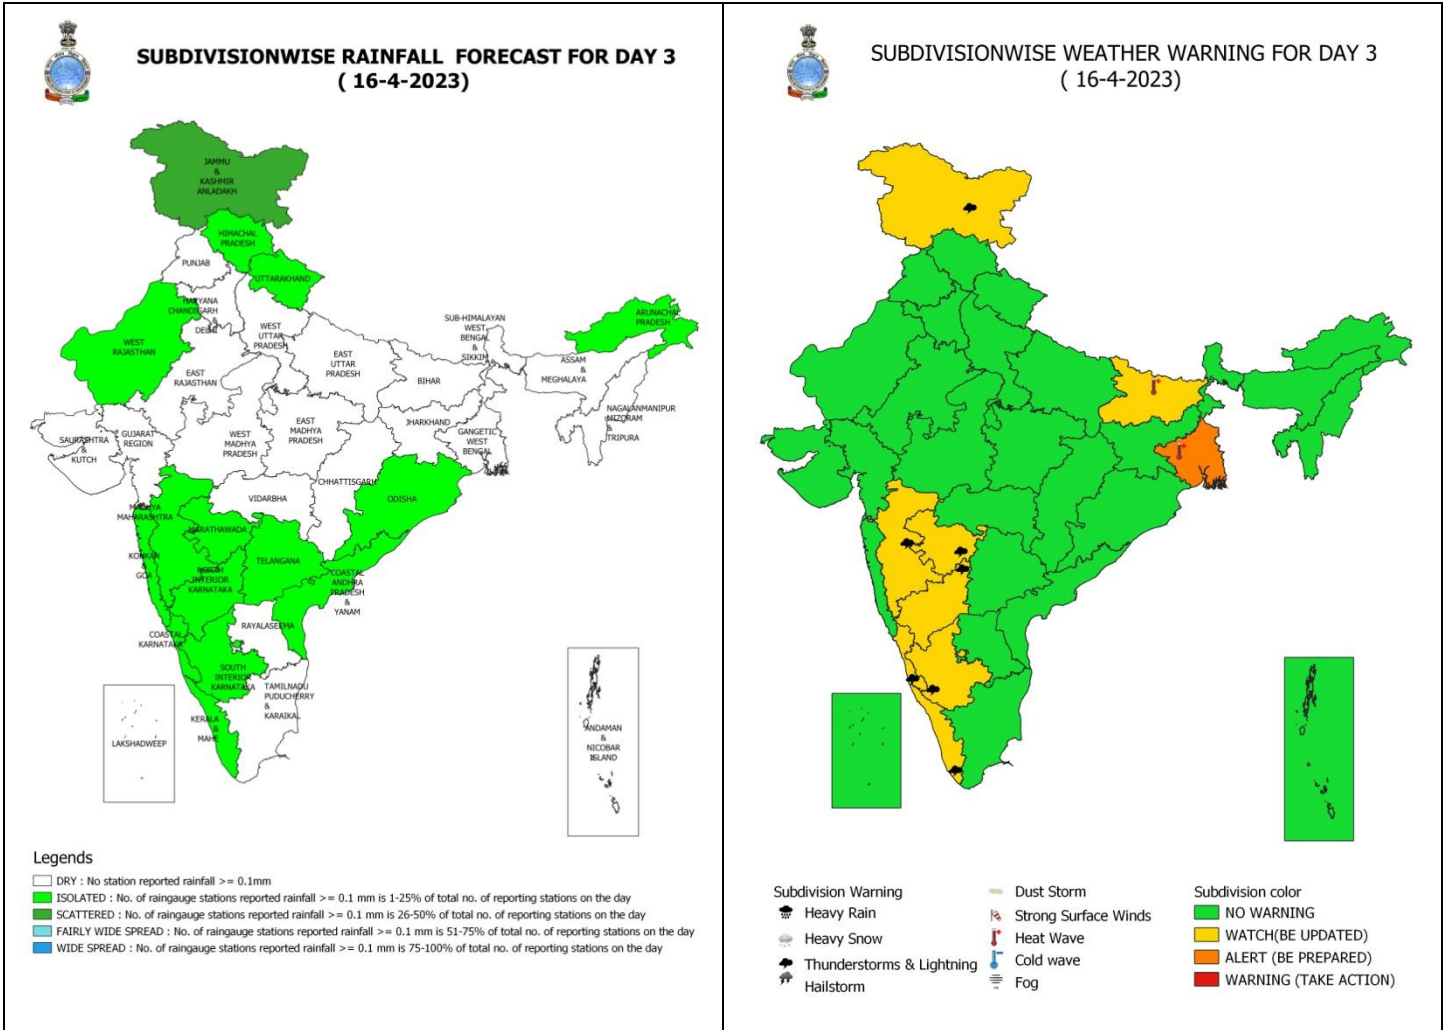 SUBDIVISIONWISE RAINFALL FORECAST FOR DAY 3
( 16-4-2023)
JAMMU
&
KASHMIR
ANLADAKH
HIMACHAL
PRADESH
PUNJAB
UTTARAKHAND
HARYANA
CHANDIGARH
&
DELHI
WEST
RAJASTHAN
WEST
UTTAR
PRADESH
SUB-HIMALAYAN
WEST
BENGAL
&
SIKKIM
ARUNACHAL
PRADESH
EAST
RAJASTHAN
EAST
UTTAR
PRADESH
BIHAR
ASSAM
&
MEGHALAYA
NAGALANMANIPUR
MIZORAM
&
TRIPURA
SAURASHTRA
&
KUTCH
GUJARAT
REGION
WEST
MADHYA
PRADESH
EAST
MADHYA
PRADESH
JHARKHAND
GANGETIC
WEST
BENGAL
CHHATTISGARH
ODISHA
VIDARBHA
MADHYA
MAHARASHTRA
MARATHAWADA
KONKAN
&
GOA
NORTH
INTERIOR
KARNATAKA
TELANGANA
COASTAL
ANDHRA
PRADESH
&
YANAM
RAYALASEEMA
COASTAL
KARNATAKA
SOUTH
INTERIOR
KARNATAKA
TAMILNADU
PUDUCHERRY
&
KARAIKAL
KERALA
&
MAHE
LAKSHADWEEP
ANDAMAN
&
NICOBAR
ISLAND
Legends
DRY : No station reported rainfall >= 0.1mm
ISOLATED : No. of raingauge stations reported rainfall >= 0.1 mm is 1-25% of total no. of reporting stations on the day
SCATTERED : No. of raingauge stations reported rainfall >= 0.1 mm is 26-50% of total no. of reporting stations on the day
FAIRLY WIDE SPREAD : No. of raingauge stations reported rainfall >= 0.1 mm is 51-75% of total no. of reporting stations on the day
WIDE SPREAD : No. of raingauge stations reported rainfall >= 0.1 mm is 75-100% of total no. of reporting stations on the day
SUBDIVISIONWISE WEATHER WARNING FOR DAY 3
( 16-4-2023)
Subdivision Warning
Heavy Rain
Heavy Snow
Thunderstorms & Lightning
Hailstorm
Dust Storm
Strong Surface Winds
Heat Wave
Cold wave
Fog
Subdivision color
NO WARNING
WATCH(BE UPDATED)
ALERT (BE PREPARED)
WARNING (TAKE ACTION)